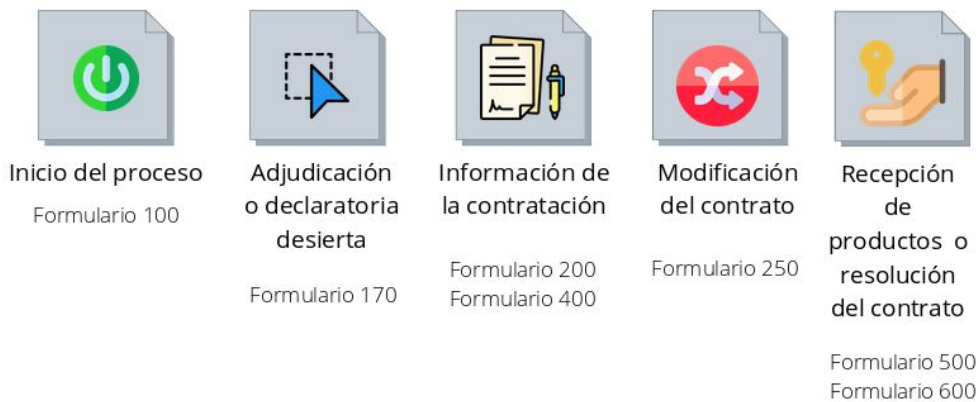 Inicio del proceso
Formulario 100
Adjudicación
o declaratoria
desierta
Formulario 170
Información de
la contratación
Formulario 200
Formulario 400
Modificación
del contrato
Formulario 250
Recepción
de
productos o
resolución
del contrato
Formulario 500
Formulario 600